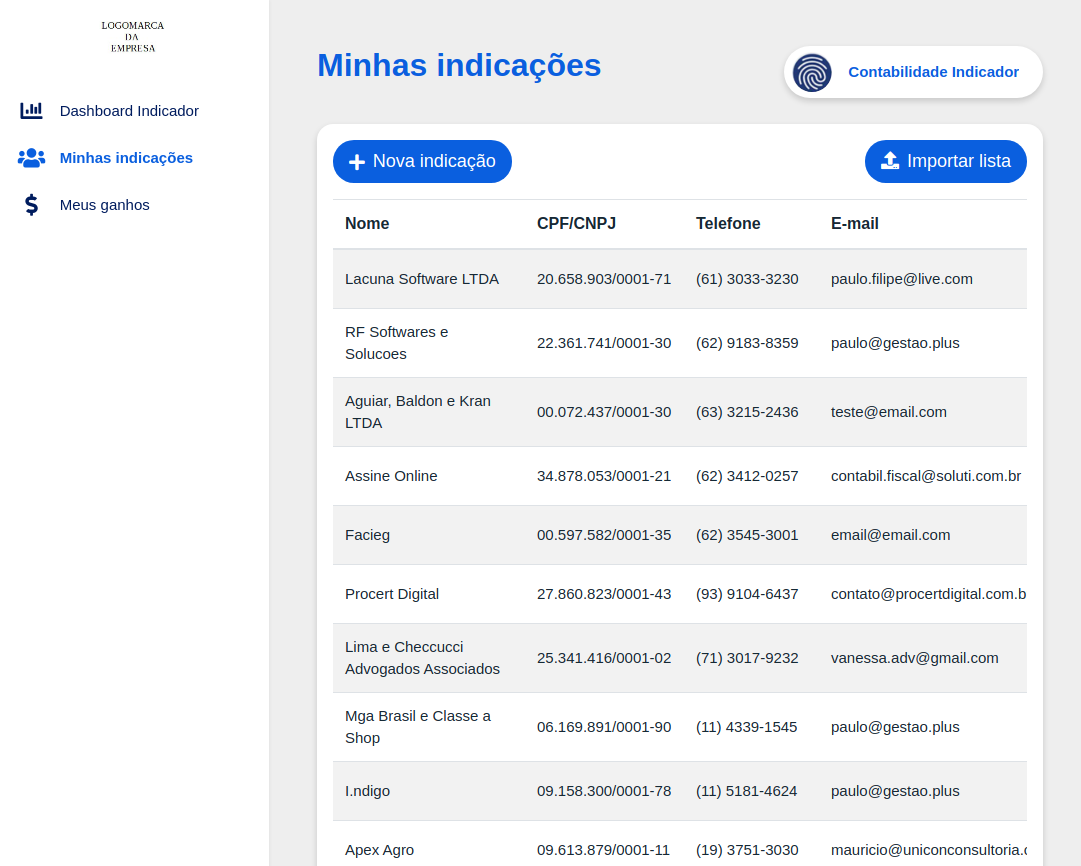 LOGOMARCA
DA
EMPRESA
Dashboard Indicador
Minhas indicações
Meus ganhos
Minhas indicações
Contabilidade Indicador
Nova indicação
Importar lista
Nome CPF/CNPJ Telefone E-mail
Lacuna Software LTDA 20.658.903/0001-71 (61) 3033-3230 paulo.filipe@live.com
RF Softwares e
Solucoes 22.361.741/0001-30 (62) 9183-8359 paulo@gestao.plus
Aguiar, Baldon e Kran
LTDA 00.072.437/0001-30 (63) 3215-2436 teste@email.com
Assine Online 34.878.053/0001-21 (62) 3412-0257 contabil.fiscal@soluti.com.br
Facieg 00.597.582/0001-35 (62) 3545-3001 email@email.com
Procert Digital 27.860.823/0001-43 (93) 9104-6437 contato@procertdigital.com.b
Lima e Checcucci
Advogados Associados 25.341.416/0001-02 (71) 3017-9232 vanessa.adv@gmail.com
Mga Brasil e Classe a
Shop 06.169.891/0001-90 (11) 4339-1545 paulo@gestao.plus
I.ndigo 09.158.300/0001-78 (11) 5181-4624 paulo@gestao.plus
Apex Agro 09.613.879/0001-11 (19) 3751-3030 mauricio@uniconconsultoria.c